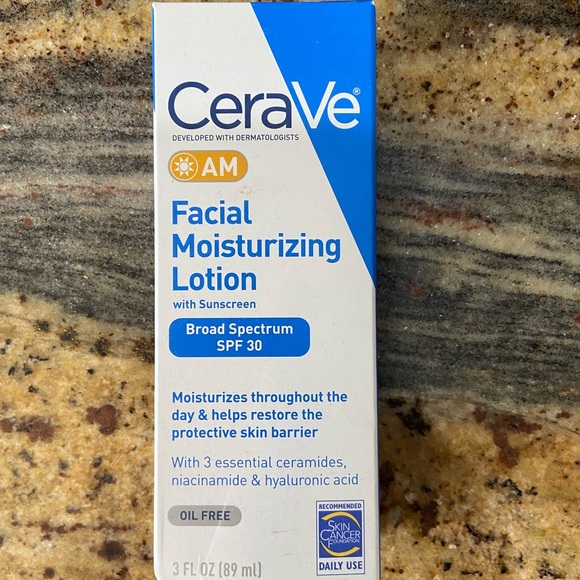 CeraVe®
DEVELOPED WITH DERMATOLOGISTS
AM
Facial
Moisturizing
Lotion
with Sunscreen
Broad Spectrum
SPF 30
Moisturizes throughout the
day & helps restore the
protective skin barrier
With 3 essential ceramides,
niacinamide & hyaluronic acid
OIL FREE
RECOMMENDED
SKIN
CANCER
FOUNDATION
DAILY USE
3 FL OZ (89 ml)